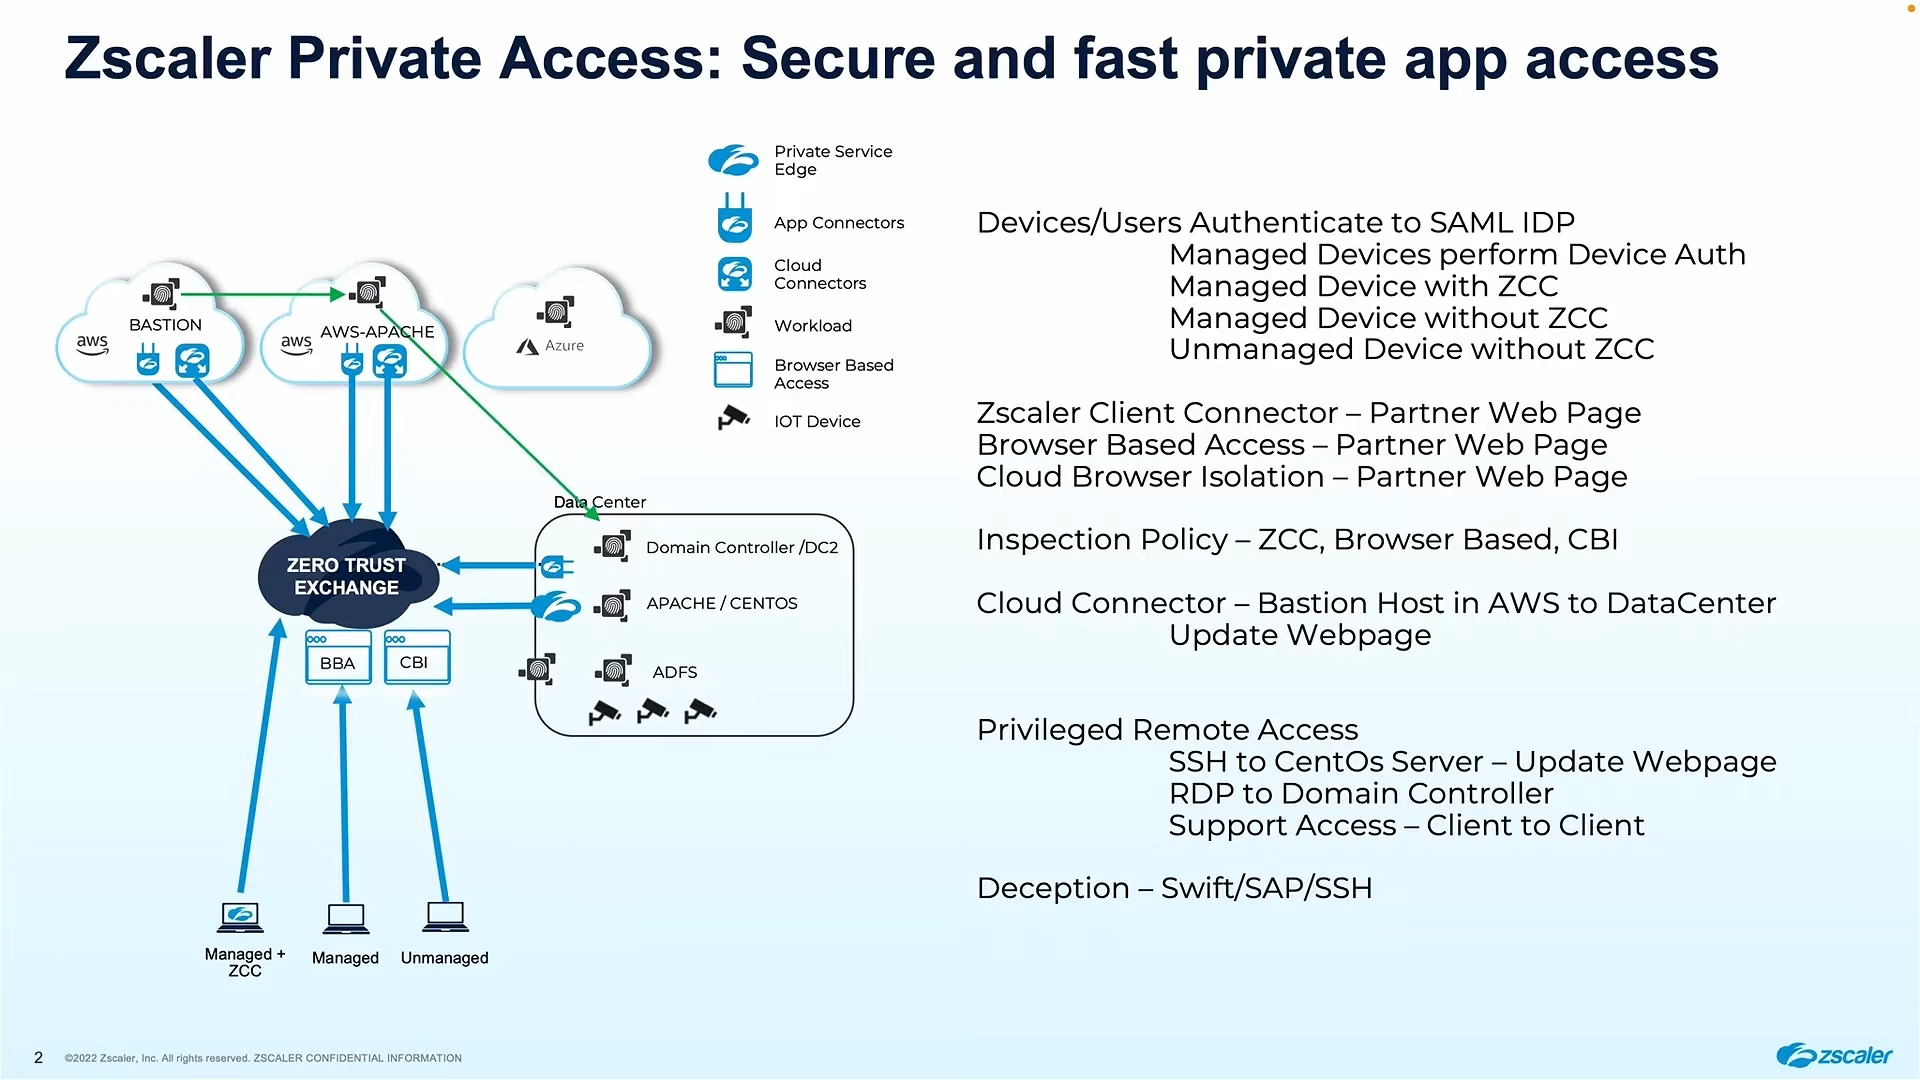 Zscaler Private Access: Secure and fast private app access
Private Service
Edge
App Connectors
Cloud
Connectors
Workload
Browser Based
Access
IOT Device
BASTION
aws
AWS-APACHE
aws
Azure
Data Center
Domain Controller /DC2
APACHE / CENTOS
ADFS
ZERO TRUST
EXCHANGE
BBA
CBI
Managed +
ZCC
Managed
Unmanaged
Devices/Users Authenticate to SAML IDP
Managed Devices perform Device Auth
Managed Device with ZCC
Managed Device without ZCC
Unmanaged Device without ZCC
Zscaler Client Connector – Partner Web Page
Browser Based Access – Partner Web Page
Cloud Browser Isolation – Partner Web Page
Inspection Policy – ZCC, Browser Based, CBI
Cloud Connector – Bastion Host in AWS to DataCenter
Update Webpage
Privileged Remote Access
SSH to CentOs Server – Update Webpage
RDP to Domain Controller
Support Access – Client to Client
Deception – Swift/SAP/SSH
2
©2022 Zscaler, Inc. All rights reserved. ZSCALER CONFIDENTIAL INFORMATION
zscaler